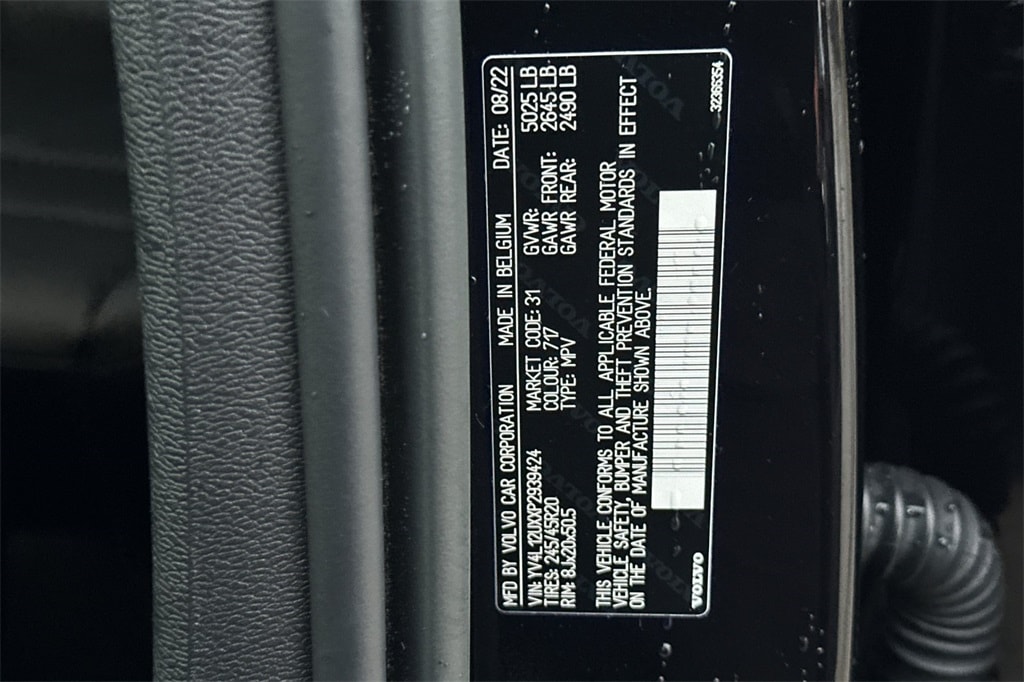 MFD BY VOLVO CAR CORPORATION MADE IN BELGIUM DATE: 08/22
VIN: YV4L12UXXP2939424 MARKET CODE: 31 GVWR: 5025 LB
TIRES: 245/45R20 COLOUR: 717 GAWR FRONT: 2645 LB
RIM: 8Jx20x50.5 TYPE: MPV GAWR REAR: 2490 LB
THIS VEHICLE CONFORMS TO ALL APPLICABLE FEDERAL MOTOR
VEHICLE SAFETY, BUMPER AND THEFT PREVENTION STANDARDS IN EFFECT
ON THE DATE OF MANUFACTURE SHOWN ABOVE.
VOLVO 32366354